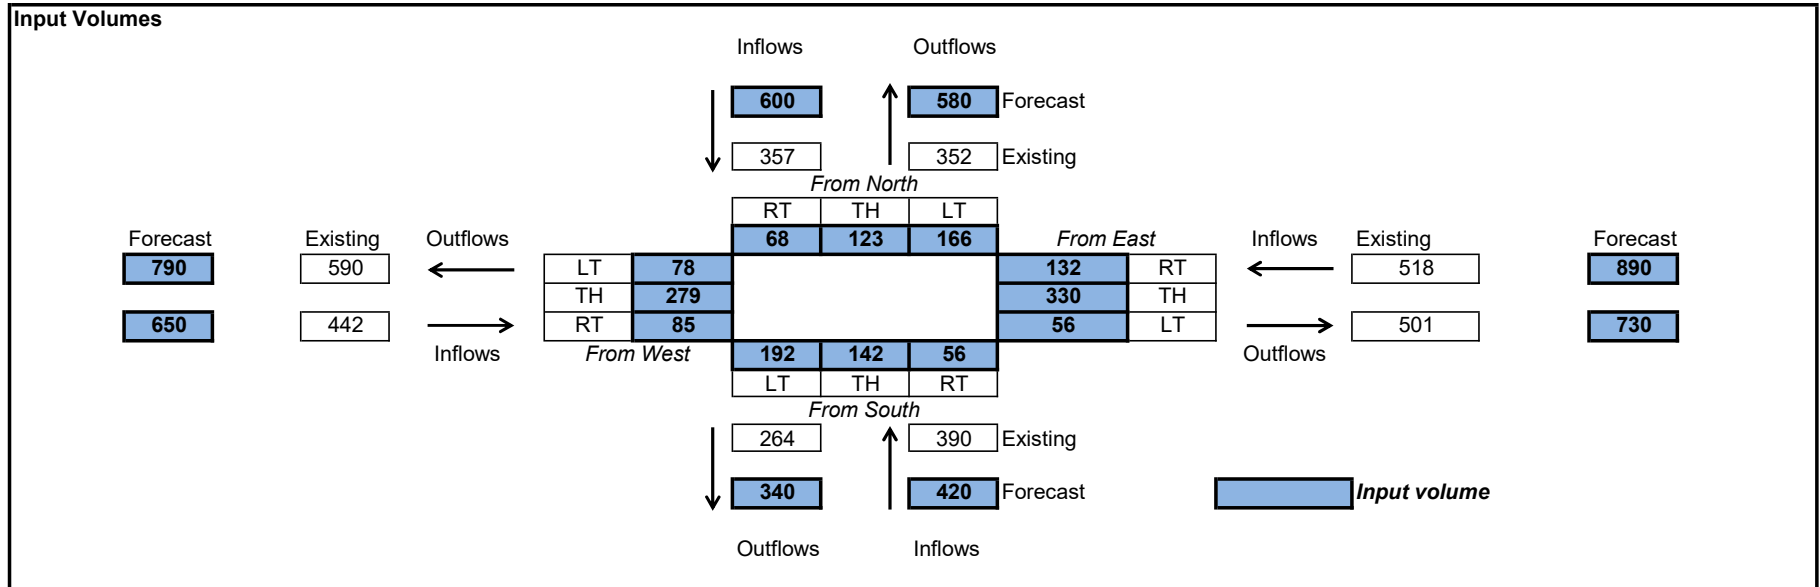 Input Volumes
Inflows Outflows
600 580 Forecast
357 352 Existing
From North
RT TH LT
Forecast Existing Outflows 68 123 166 From East Inflows Existing Forecast
790 590 LT 78 132 RT 518 890
TH 279 330 TH
650 442 RT 85 56 LT 501 730
Inflows From West 192 142 56 Outflows
LT TH RT
From South
264 390 Existing
340 420 Forecast Input volume
Outflows Inflows